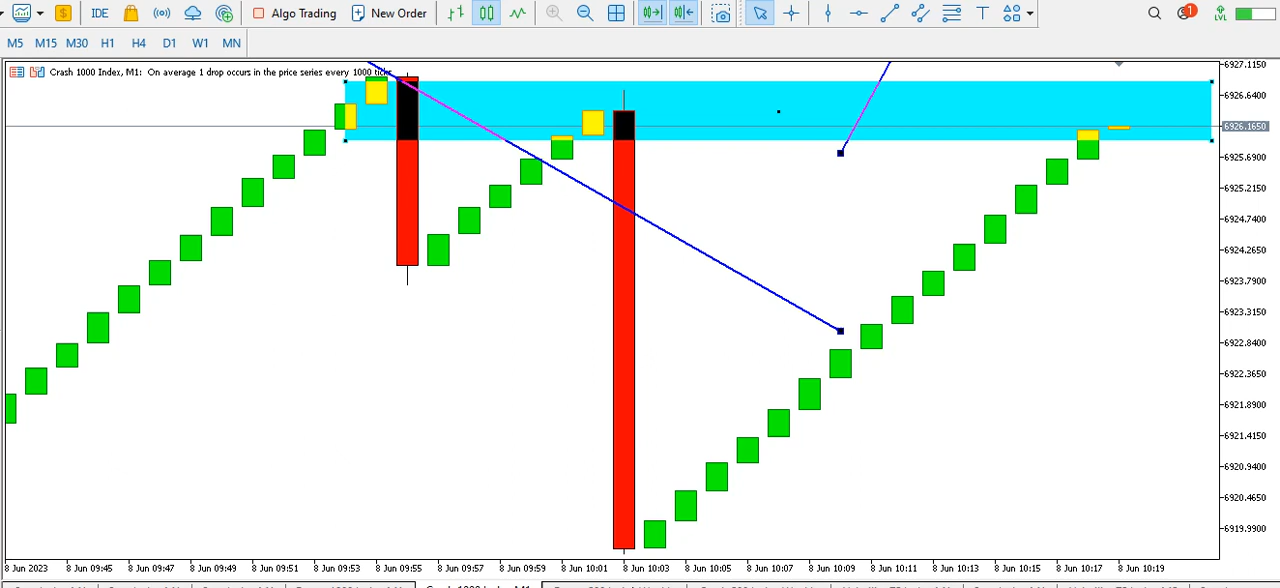 IDE
Algo Trading
New Order
1
LVL
M5 M15 M30 H1 H4 D1 W1 MN
Crash 1000 Index, M1: On average 1 drop occurs in the price series every 1000 ticks
6927.1150
6926.6400
6926.1650
6925.6900
6925.2150
6924.7400
6924.2650
6923.7900
6923.3150
6922.8400
6922.3650
6921.8900
6921.4150
6920.9400
6920.4650
6919.9900
8 Jun 2023 8 Jun 09:45 8 Jun 09:47 8 Jun 09:49 8 Jun 09:51 8 Jun 09:53 8 Jun 09:55 8 Jun 09:57 8 Jun 09:59 8 Jun 10:01 8 Jun 10:03 8 Jun 10:05 8 Jun 10:07 8 Jun 10:09 8 Jun 10:11 8 Jun 10:13 8 Jun 10:15 8 Jun 10:17 8 Jun 10:19